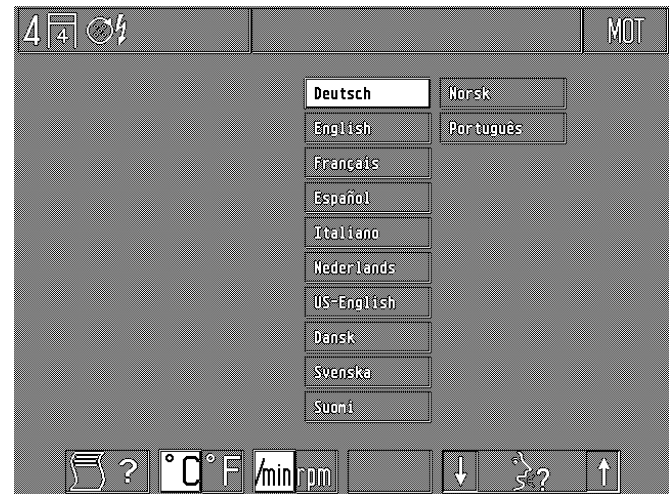 4 4 MOT
Deutsch
English
Français
Español
Italiano
Nederlands
US-English
Dansk
Svenska
Suomi
Norsk
Português
? °C °F /min rpm ?